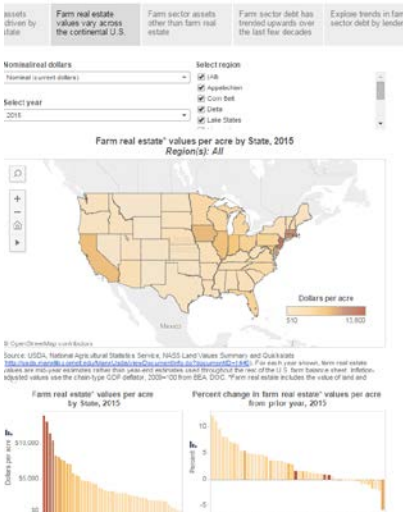 assets
driven by
state
Farm real estate
values vary across
the continental U.S.
Farm sector assets
other than farm real
estate
Farm sector debt has
trended upwards over
the last few decades
Explore trends in farm
sector debt by lender
Nominal/real dollars
Nominal (current dollars)
Select year
2015
Select region
(All)
Appalachian
Corn Belt
Delta
Lake States
Farm real estate* values per acre by State, 2015
Region(s): All
Mexico
Dollars per acre
510
13,800
© OpenStreetMap contributors
Source: USDA, National Agricultural Statistics Service, NASS Land Values Summary and Quickstats
For each year shown, farm real estate
values are mid-year estimates rather than year-end estimates used throughout the rest of the U.S. farm balance sheet. Inflation-
adjusted values use the chain-type GDP deflator, 2009=100 from BEA, DOC. *Farm real estate includes the value of land and
Farm real estate* values per acre
by State, 2015
Dollars per acre
$10,000
$5,000
$0
Percent change in farm real estate* values per acre
from prior year, 2015
Percent
10
5
0
-5